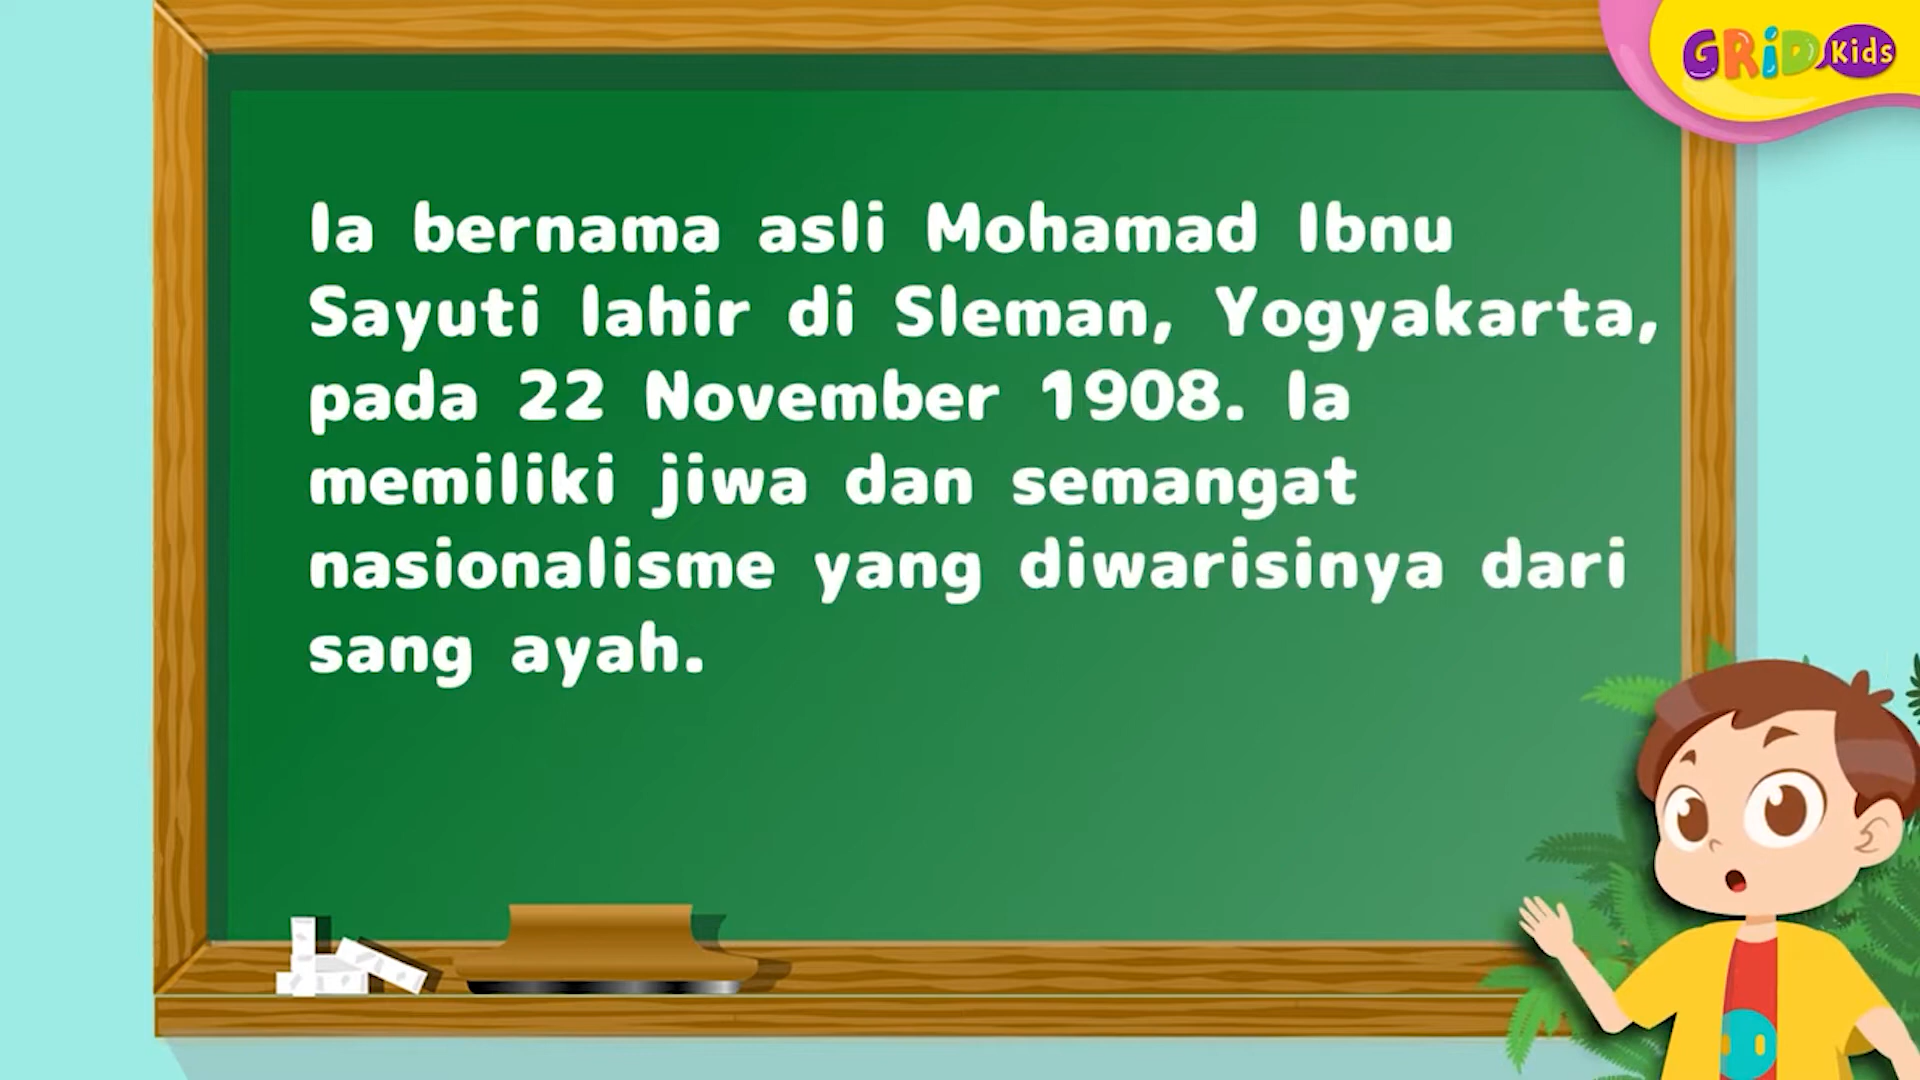 GRiD Kids
Ia bernama asli Mohamad Ibnu
Sayuti lahir di Sleman, Yogyakarta,
pada 22 November 1908. Ia
memiliki jiwa dan semangat
nasionalisme yang diwarisinya dari
sang ayah.